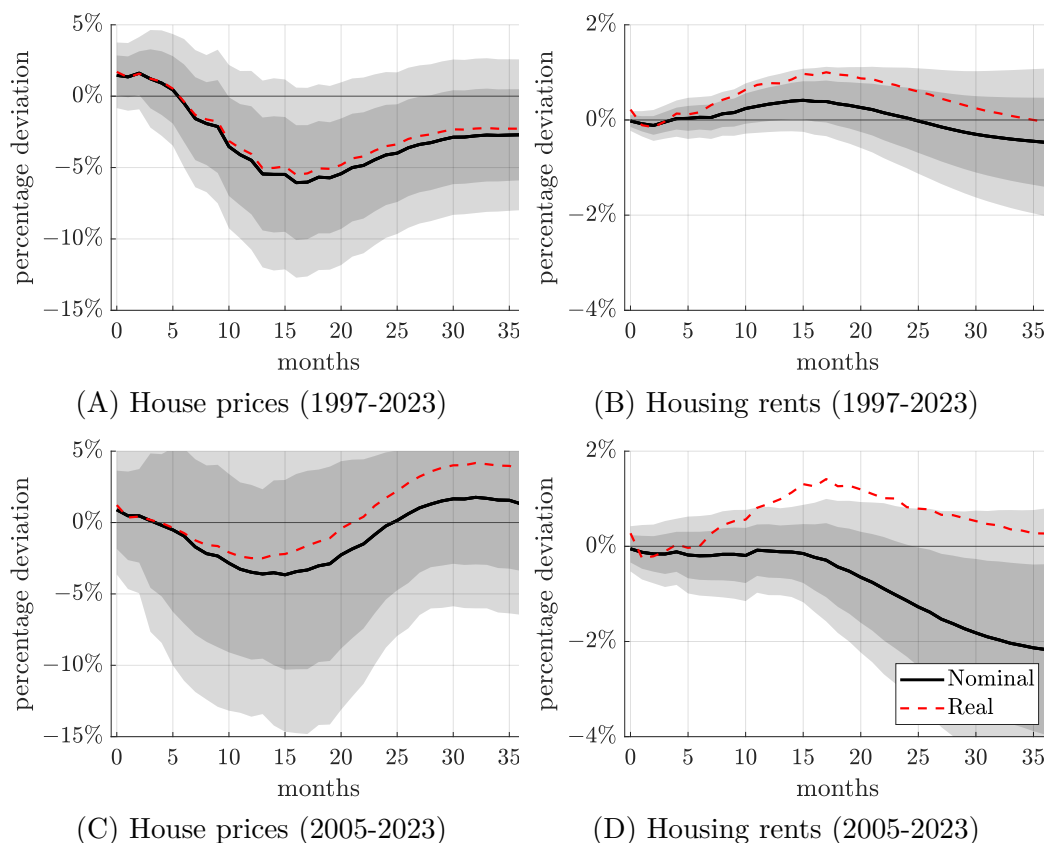 5%
0%
−5%
−10%
−15%
percentage deviation
0 5 10 15 20 25 30 35
months
(A) House prices (1997-2023)
2%
0%
−2%
−4%
percentage deviation
0 5 10 15 20 25 30 35
months
(B) Housing rents (1997-2023)
5%
0%
−5%
−10%
−15%
percentage deviation
0 5 10 15 20 25 30 35
months
(C) House prices (2005-2023)
2%
0%
−2%
−4%
percentage deviation
Nominal
Real
0 5 10 15 20 25 30 35
months
(D) Housing rents (2005-2023)